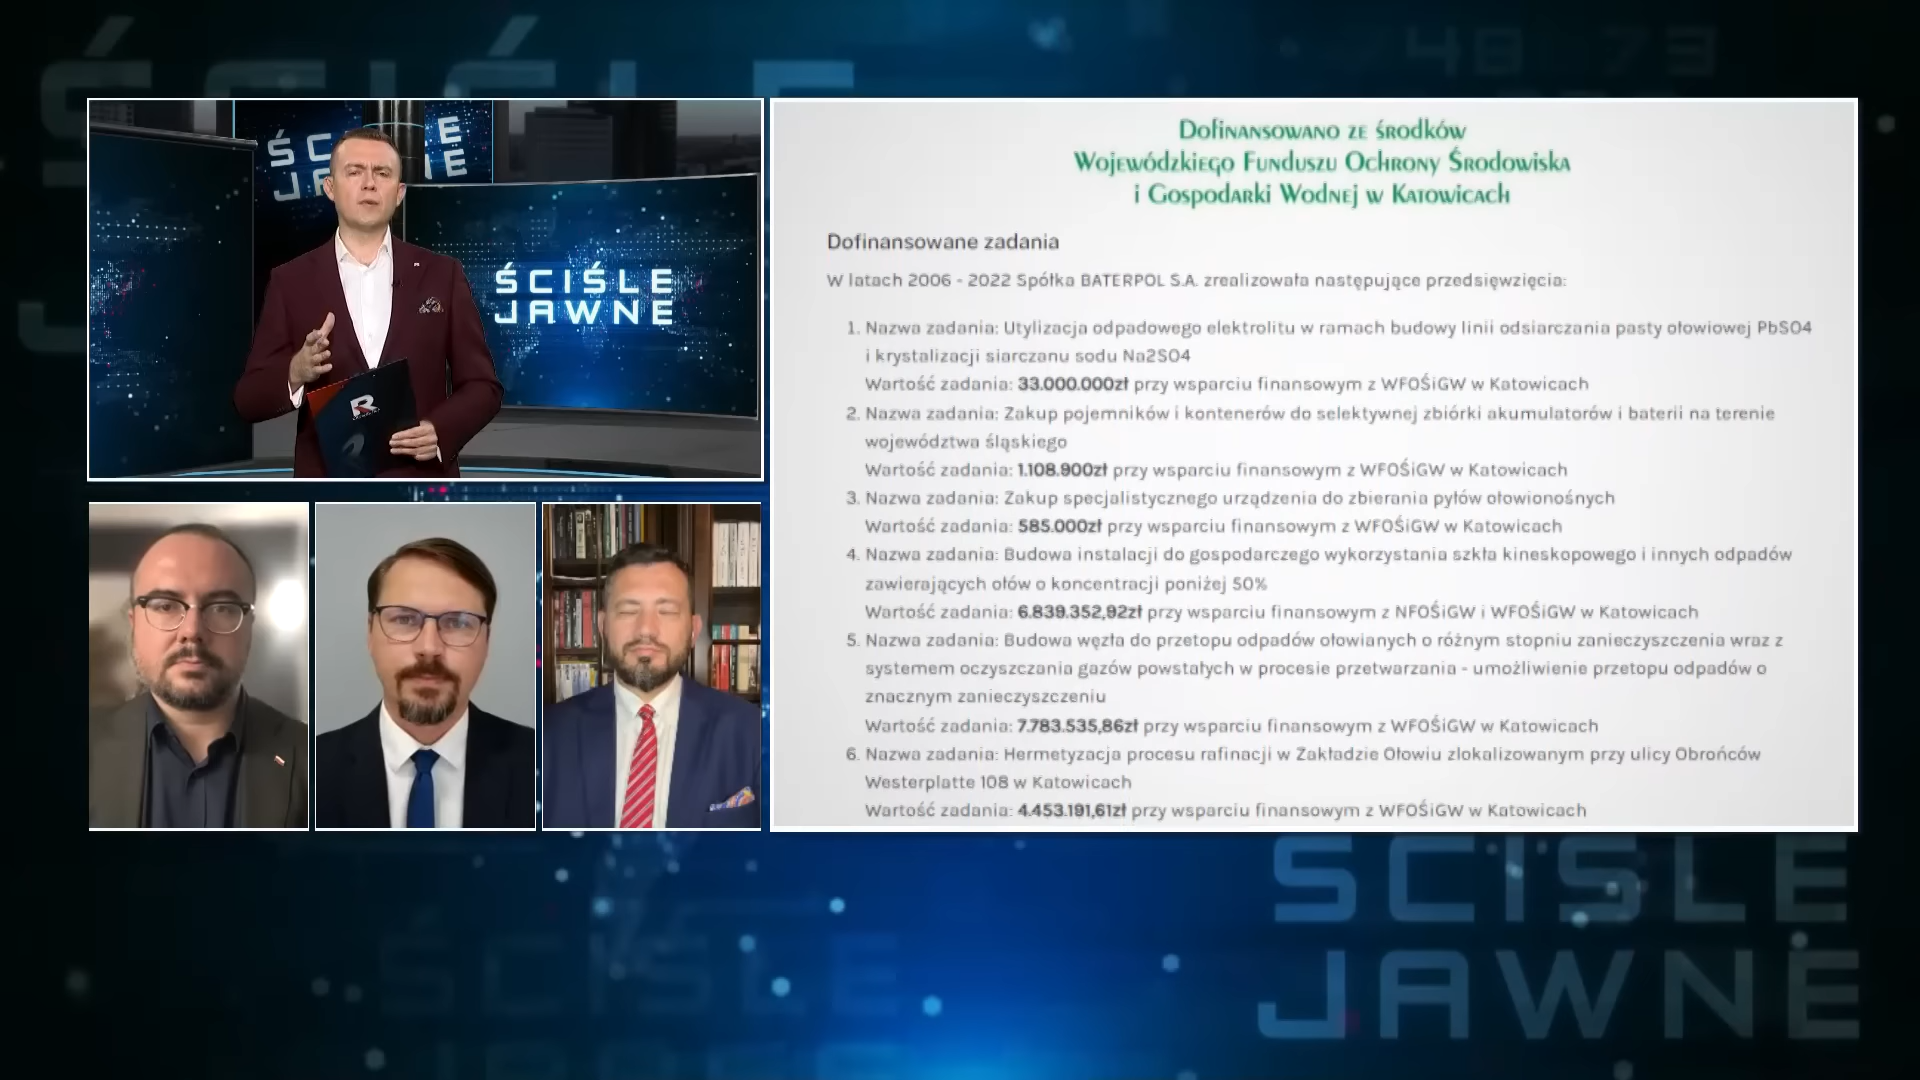 ŚCIŚLE
ŚCIŚLE
JAWNE
R
Dofinansowano ze środków
Wojewódzkiego Funduszu Ochrony Środowiska
i Gospodarki Wodnej w Katowicach
Dofinansowane zadania
W latach 2006 - 2022 Spółka BATERPOL S.A. zrealizowała następujące przedsięwzięcia:
1. Nazwa zadania: Utylizacja odpadowego elektrolitu w ramach budowy linii odsiarczania pasty ołowiowej PbSO4
i krystalizacji siarczanu sodu Na2SO4
Wartość zadania: 33.000.000zł przy wsparciu finansowym z WFOŚiGW w Katowicach
2. Nazwa zadania: Zakup pojemników i kontenerów do selektywnej zbiórki akumulatorów i baterii na terenie
województwa śląskiego
Wartość zadania: 1.108.900zł przy wsparciu finansowym z WFOŚiGW w Katowicach
3. Nazwa zadania: Zakup specjalistycznego urządzenia do zbierania pyłów ołowionośnych
Wartość zadania: 585.000zł przy wsparciu finansowym z WFOŚiGW w Katowicach
4. Nazwa zadania: Budowa instalacji do gospodarczego wykorzystania szkła kineskopowego i innych odpadów
zawierających ołów o koncentracji poniżej 50%
Wartość zadania: 6.839.352,92zł przy wsparciu finansowym z NFOŚiGW i WFOŚiGW w Katowicach
5. Nazwa zadania: Budowa węzła do przetopu odpadów ołowianych o różnym stopniu zanieczyszczenia wraz z
systemem oczyszczania gazów powstałych w procesie przetwarzania - umożliwienie przetopu odpadów o
znacznym zanieczyszczeniu
Wartość zadania: 7.783.535,86zł przy wsparciu finansowym z WFOŚiGW w Katowicach
6. Nazwa zadania: Hermetyzacja procesu rafinacji w Zakładzie Ołowiu zlokalizowanym przy ulicy Obrońców
Westerplatte 108 w Katowicach
Wartość zadania: 4.453.191,61zł przy wsparciu finansowym z WFOŚiGW w Katowicach
ŚCIŚLE
JAWNE